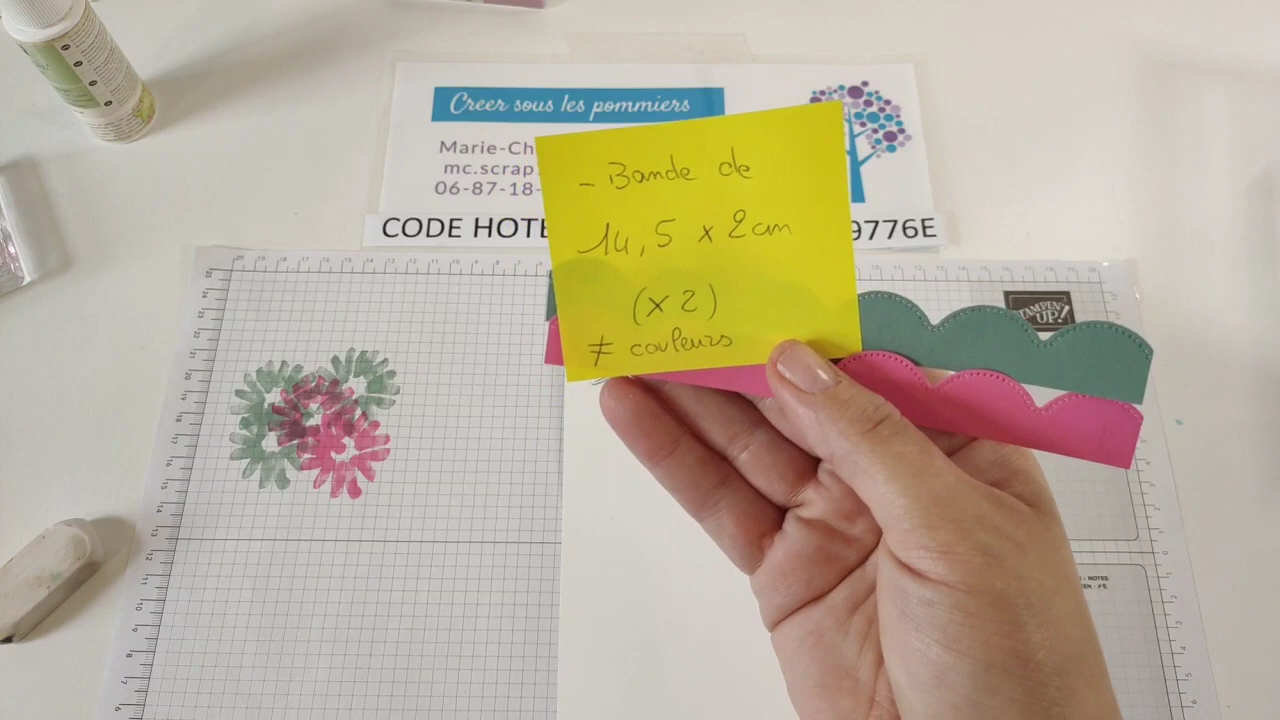 Creer sous les pommiers
Marie-Ch
mc.scrap
06-87-18-
CODE HOTE 9776E
- Bande de
14,5 x 2cm
(x2)
≠ couleurs
STAMPIN' UP!
- NOTES